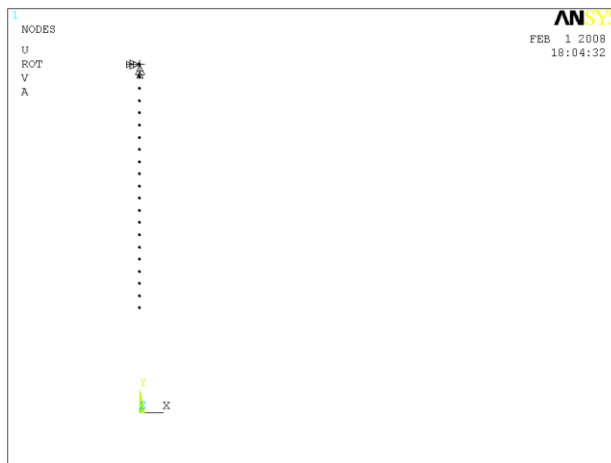 1
NODES
U
ROT
V
A
ANSYS
FEB 1 2008
18:04:32
Y
Z X